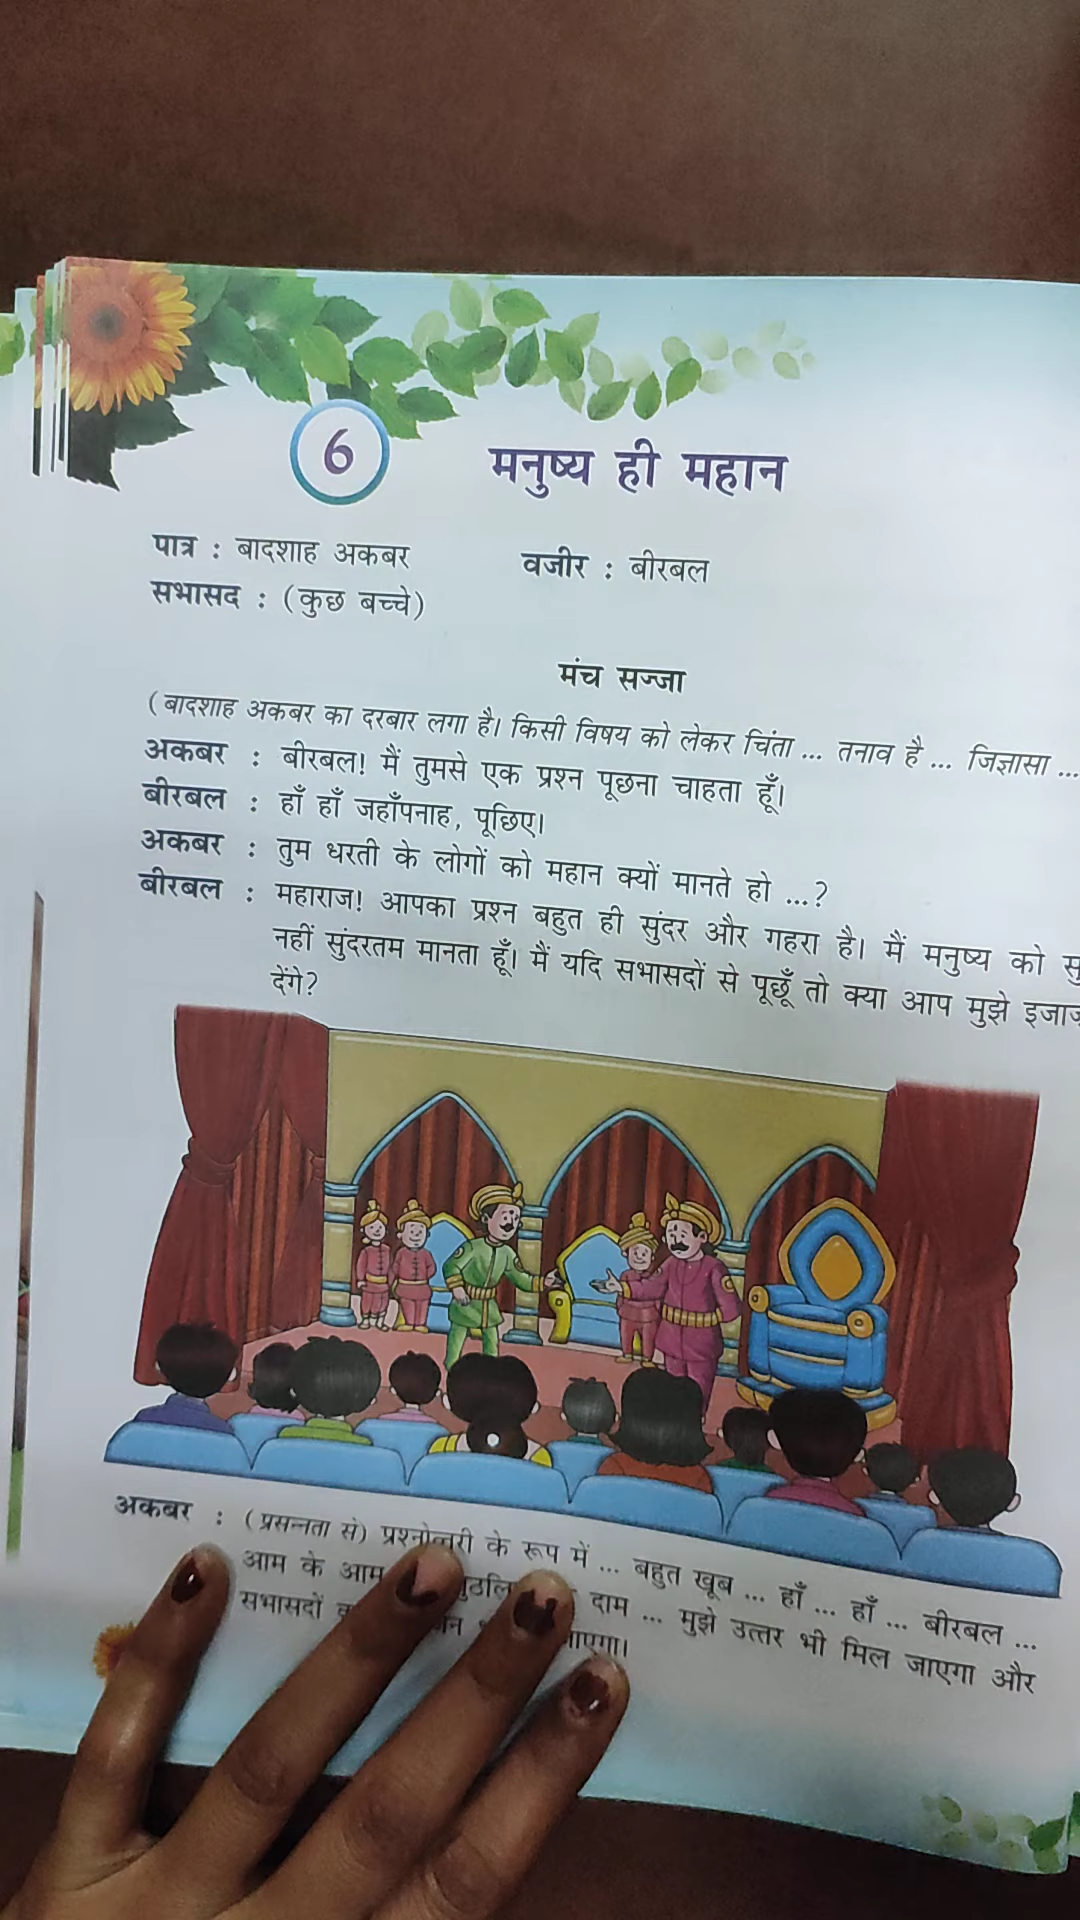 6
मनुष्य ही महान
पात्र : बादशाह अकबर वजीर : बीरबल
सभासद : (कुछ बच्चे)
मंच सज्जा
(बादशाह अकबर का दरबार लगा है। किसी विषय को लेकर चिंता ... तनाव है ... जिज्ञासा ...
अकबर : बीरबल! मैं तुमसे एक प्रश्न पूछना चाहता हूँ।
बीरबल : हाँ हाँ जहाँपनाह, पूछिए।
अकबर : तुम धरती के लोगों को महान क्यों मानते हो ...?
बीरबल : महाराज! आपका प्रश्न बहुत ही सुंदर और गहरा है। मैं मनुष्य को
नहीं सुंदरतम मानता हूँ। मैं यदि सभासदों से पूछूँ तो क्या आप मुझे
देंगे?
अकबर : (प्रसन्नता से) प्रश्नोत्तरी के रूप में ... बहुत खूब ... हाँ ... हाँ ... बीरबल ...
आम के आम दाम ... मुझे उत्तर भी मिल जाएगा और
सभासदों